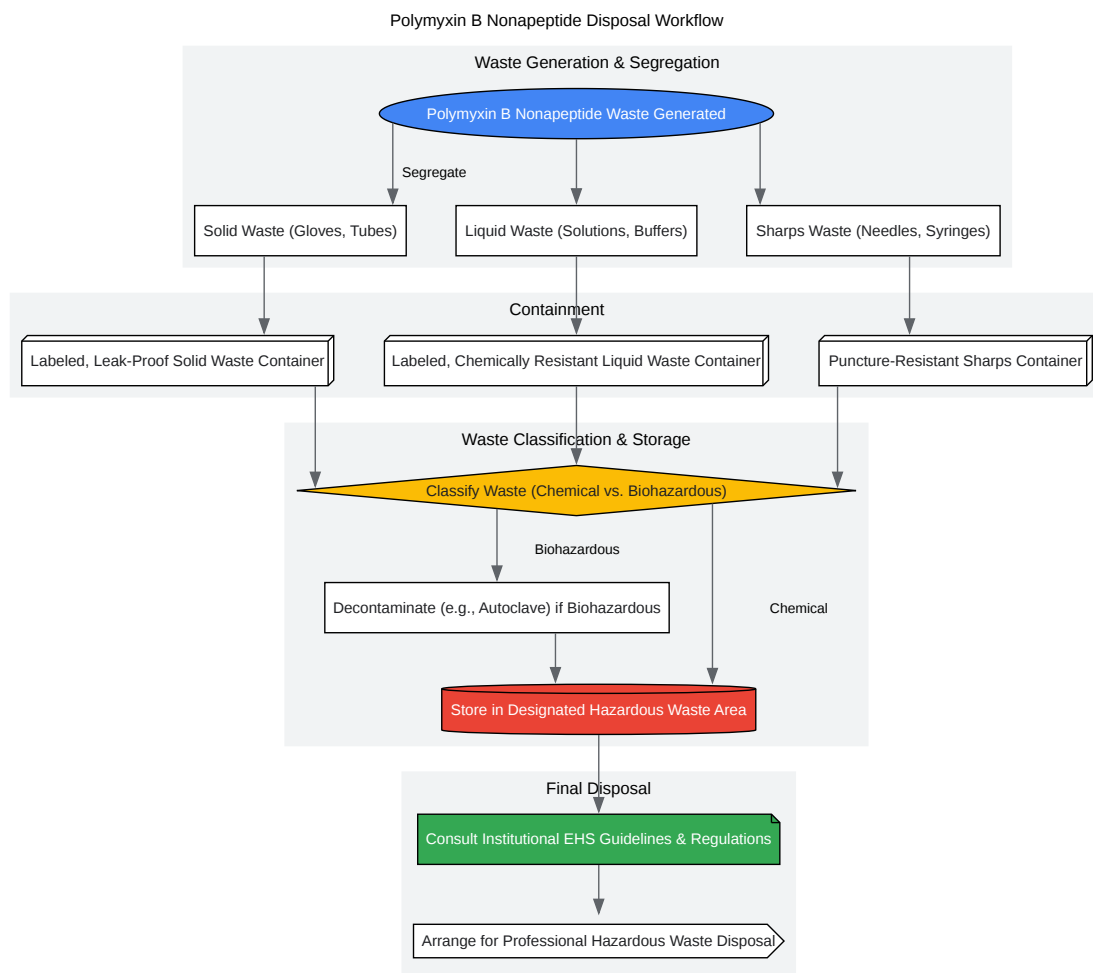 Polymyxin B Nonapeptide Disposal Workflow
Waste Generation & Segregation
Polymyxin B Nonapeptide Waste Generated
Segregate
Solid Waste (Gloves, Tubes)
Liquid Waste (Solutions, Buffers)
Sharps Waste (Needles, Syringes)
Containment
Labeled, Leak-Proof Solid Waste Container
Labeled, Chemically Resistant Liquid Waste Container
Puncture-Resistant Sharps Container
Waste Classification & Storage
Classify Waste (Chemical vs. Biohazardous)
Biohazardous
Decontaminate (e.g., Autoclave) if Biohazardous
Chemical
Store in Designated Hazardous Waste Area
Final Disposal
Consult Institutional EHS Guidelines & Regulations
Arrange for Professional Hazardous Waste Disposal